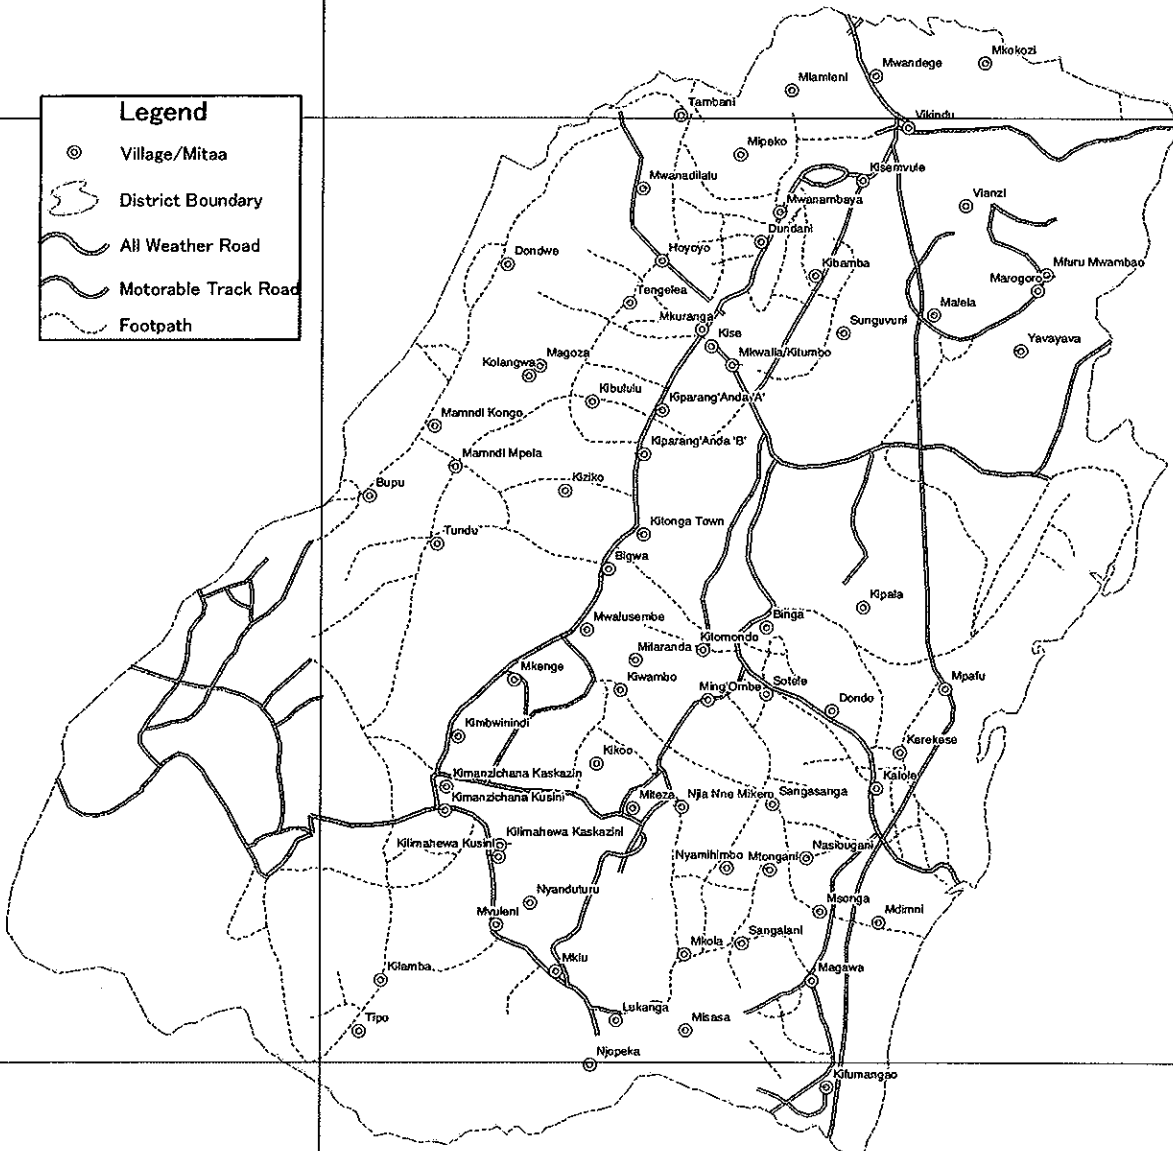 Legend
Village/Mitaa
District Boundary
All Weather Road
Motorable Track Road
Footpath
Mkokozi
Mwandege
Mlamleni
Tambani
Vikindu
Mipeko
Kisemvule
Mwanadilalu
Mwanambaya
Vianzi
Dundani
Hoyoyo
Dondwe
Kibamba
Mfuru Mwambao
Marogoro
Tengelea
Malela
Mkuranga
Sunguvuni
Kise
Yavayava
Magoza
Mkwalia/Kitumbo
Kolangwa
Kibululu
Kiparang'Anda 'A'
Mamndi Kongo
Kiparang'Anda 'B'
Mamndi Mpela
Bupu
Kiziko
Kitonga Town
Tundu
Bigwa
Kipala
Mwalusembe
Binga
Kilomondo
Mitaranda
Mkenge
Kiwambo
Ming'Ombe
Sotele
Mpafu
Dondo
Kimbwinindi
Kerekese
Kikoo
Kimanzichana Kaskazin
Kalole
Kimanzichana Kusini
Miteza
Njia Nne Mikero
Sangasanga
Kilimahewa Kaskazini
Kilimahewa Kusini
Nasibugani
Nyamihimbo
Mtongani
Nyanduturu
Msonga
Mvuleni
Mdimni
Mkola
Sangalani
Mkiu
Magawa
Kilamba
Lukanga
Tipo
Misasa
Njopeka
Kifumangao